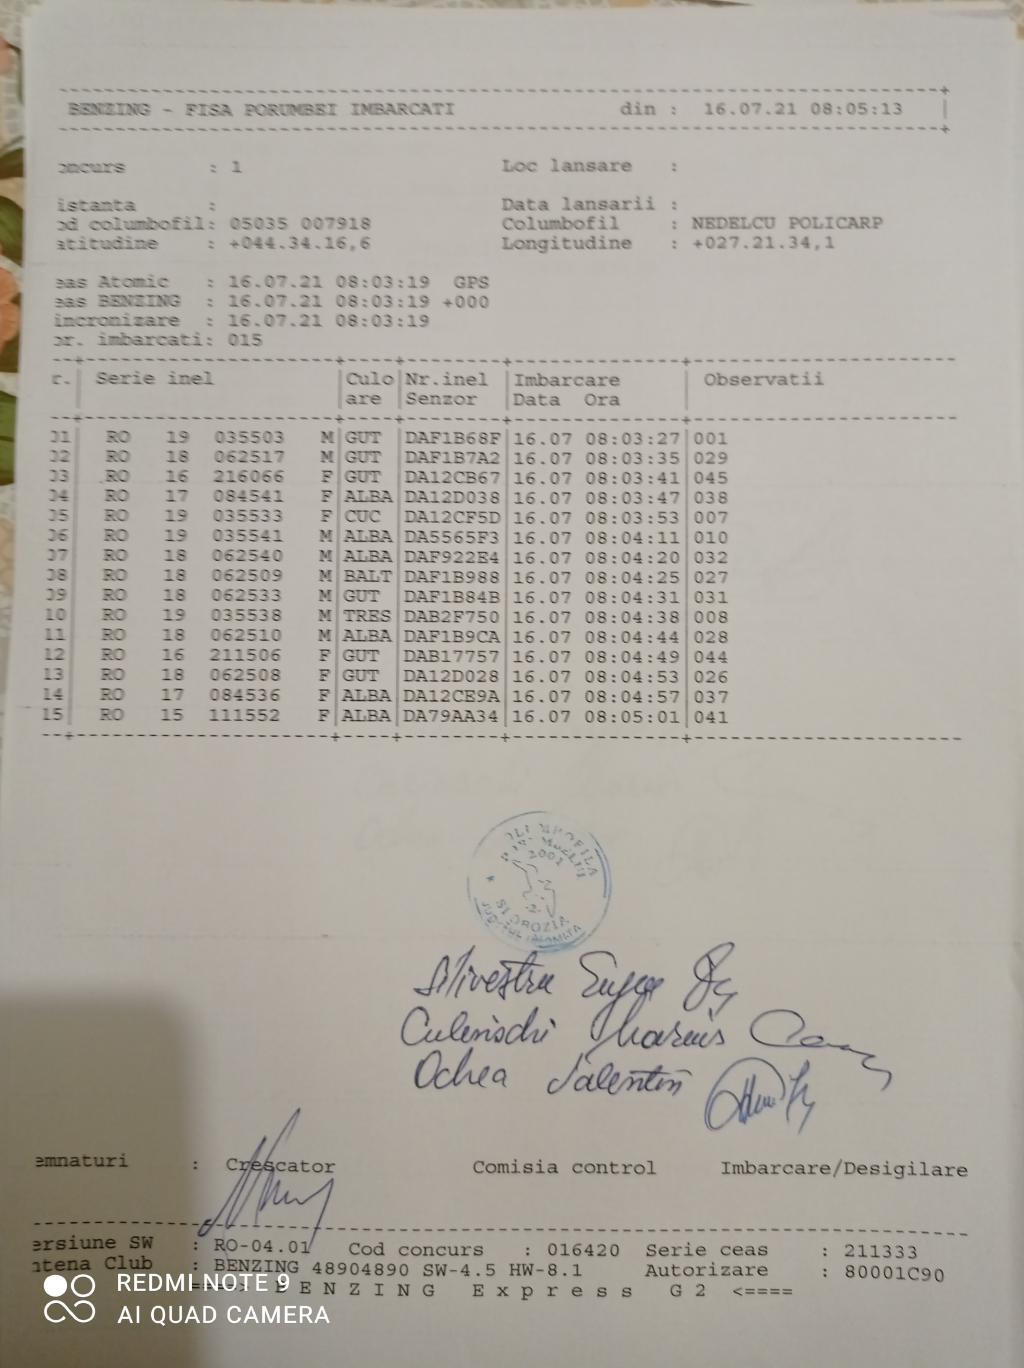 BENZING - FISA PORUMBEI IMBARCATI din : 16.07.21 08:05:13
oncurs : 1 Loc lansare :
istanta : Data lansarii :
od columbofil: 05035 007918 Columbofil : NEDELCU POLICARP
atitudine : +044.34.16,6 Longitudine : +027.21.34,1
eas Atomic : 16.07.21 08:03:19 GPS
eas BENZING : 16.07.21 08:03:19 +000
incronizare : 16.07.21 08:03:19
or. imbarcati: 015
r. Serie inel Culo Nr.inel Imbarcare Observatii
are Senzor Data Ora
01 RO 19 035503 M GUT DAF1B68F 16.07 08:03:27 001
02 RO 18 062517 M GUT DAF1B7A2 16.07 08:03:35 029
03 RO 16 216066 F GUT DA12CB67 16.07 08:03:41 045
04 RO 17 084541 F ALBA DA12D038 16.07 08:03:47 038
05 RO 19 035533 F CUC DA12CF5D 16.07 08:03:53 007
06 RO 19 035541 M ALBA DA5565F3 16.07 08:04:11 010
07 RO 18 062540 M ALBA DAF922E4 16.07 08:04:20 032
08 RO 18 062509 M BALT DAF1B988 16.07 08:04:25 027
09 RO 18 062533 M GUT DAF1B84B 16.07 08:04:31 031
10 RO 19 035538 M TRES DAB2F750 16.07 08:04:38 008
11 RO 18 062510 M ALBA DAF1B9CA 16.07 08:04:44 028
12 RO 16 211506 F GUT DAB17757 16.07 08:04:49 044
13 RO 18 062508 F GUT DA12D028 16.07 08:04:53 026
14 RO 17 084536 F ALBA DA12CE9A 16.07 08:04:57 037
15 RO 15 111552 F ALBA DA79AA34 16.07 08:05:01 041
2001
SLOBOZIA
JUDETUL IALOMITA
Silvestru
Culenschi Marius
Ochea Valentin
emnaturi : Crescator Comisia control Imbarcare/Desigilare
ersiune SW : RO-04.01 Cod concurs : 016420 Serie ceas : 211333
ntena Club : BENZING 48904890 SW-4.5 HW-8.1 Autorizare : 80001C90
====> BENZING Express G2 <====
REDMI NOTE 9
AI QUAD CAMERA